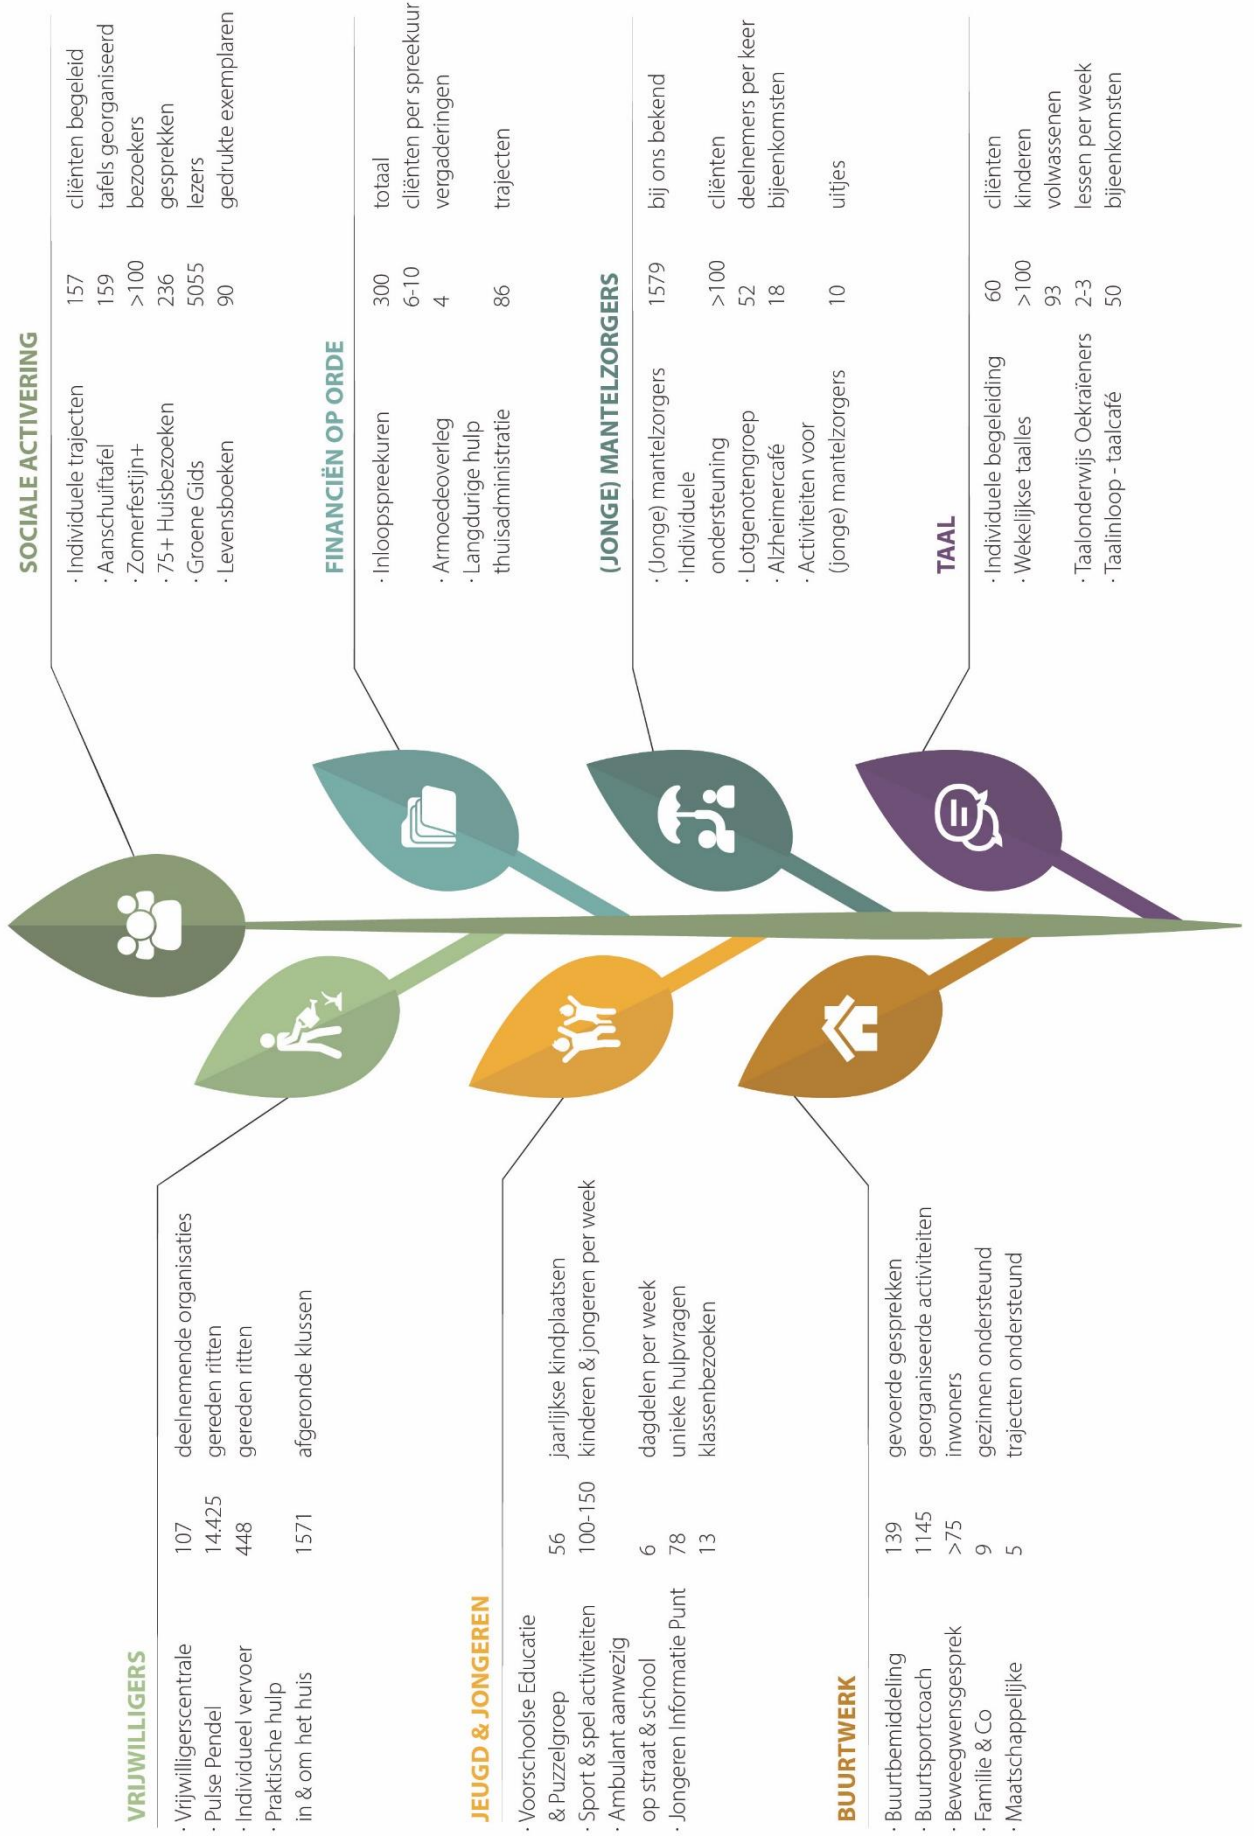 SOCIALE ACTIVERING
· Individuele trajecten 157 cliënten begeleid
· Aanschuiftafel 159 tafels georganiseerd
· Zomerfestijn+ >100 bezoekers
· 75+ Huisbezoeken 236 gesprekken
· Groene Gids 5055 lezers
· Levensboeken 90 gedrukte exemplaren
VRIJWILLIGERS
· Vrijwilligerscentrale 107 deelnemende organisaties
· Pulse Pendel 14.425 gereden ritten
· Individueel vervoer 448 gereden ritten
· Praktische hulp
in & om het huis 1571 afgeronde klussen
FINANCIËN OP ORDE
· Inloopspreekuren 300 totaal
6-10 cliënten per spreekuur
· Armoedeoverleg 4 vergaderingen
· Langdurige hulp
thuisadministratie 86 trajecten
JEUGD & JONGEREN
· Voorschoolse Educatie
& Puzzelgroep 56 jaarlijkse kindplaatsen
· Sport & spel activiteiten 100-150 kinderen & jongeren per week
· Ambulant aanwezig
op straat & school 6 dagdelen per week
· Jongeren Informatie Punt 78 unieke hulpvragen
13 klassenbezoeken
(JONGE) MANTELZORGERS
· (Jonge) mantelzorgers 1579 bij ons bekend
· Individuele
ondersteuning >100 cliënten
· Lotgenotengroep 52 deelnemers per keer
· Alzheimercafé 18 bijeenkomsten
· Activiteiten voor
(jonge) mantelzorgers 10 uitjes
BUURTWERK
· Buurtbemiddeling 139 gevoerde gesprekken
· Buurtsportcoach 1145 georganiseerde activiteiten
· Beweegwensgesprek >75 inwoners
· Familie & Co 9 gezinnen ondersteund
· Maatschappelijke 5 trajecten ondersteund
TAAL
· Individuele begeleiding 60 cliënten
· Wekelijkse taalles >100 kinderen
93 volwassenen
· Taalonderwijs Oekraïeners 2-3 lessen per week
· Taalinloop - taalcafé 50 bijeenkomsten